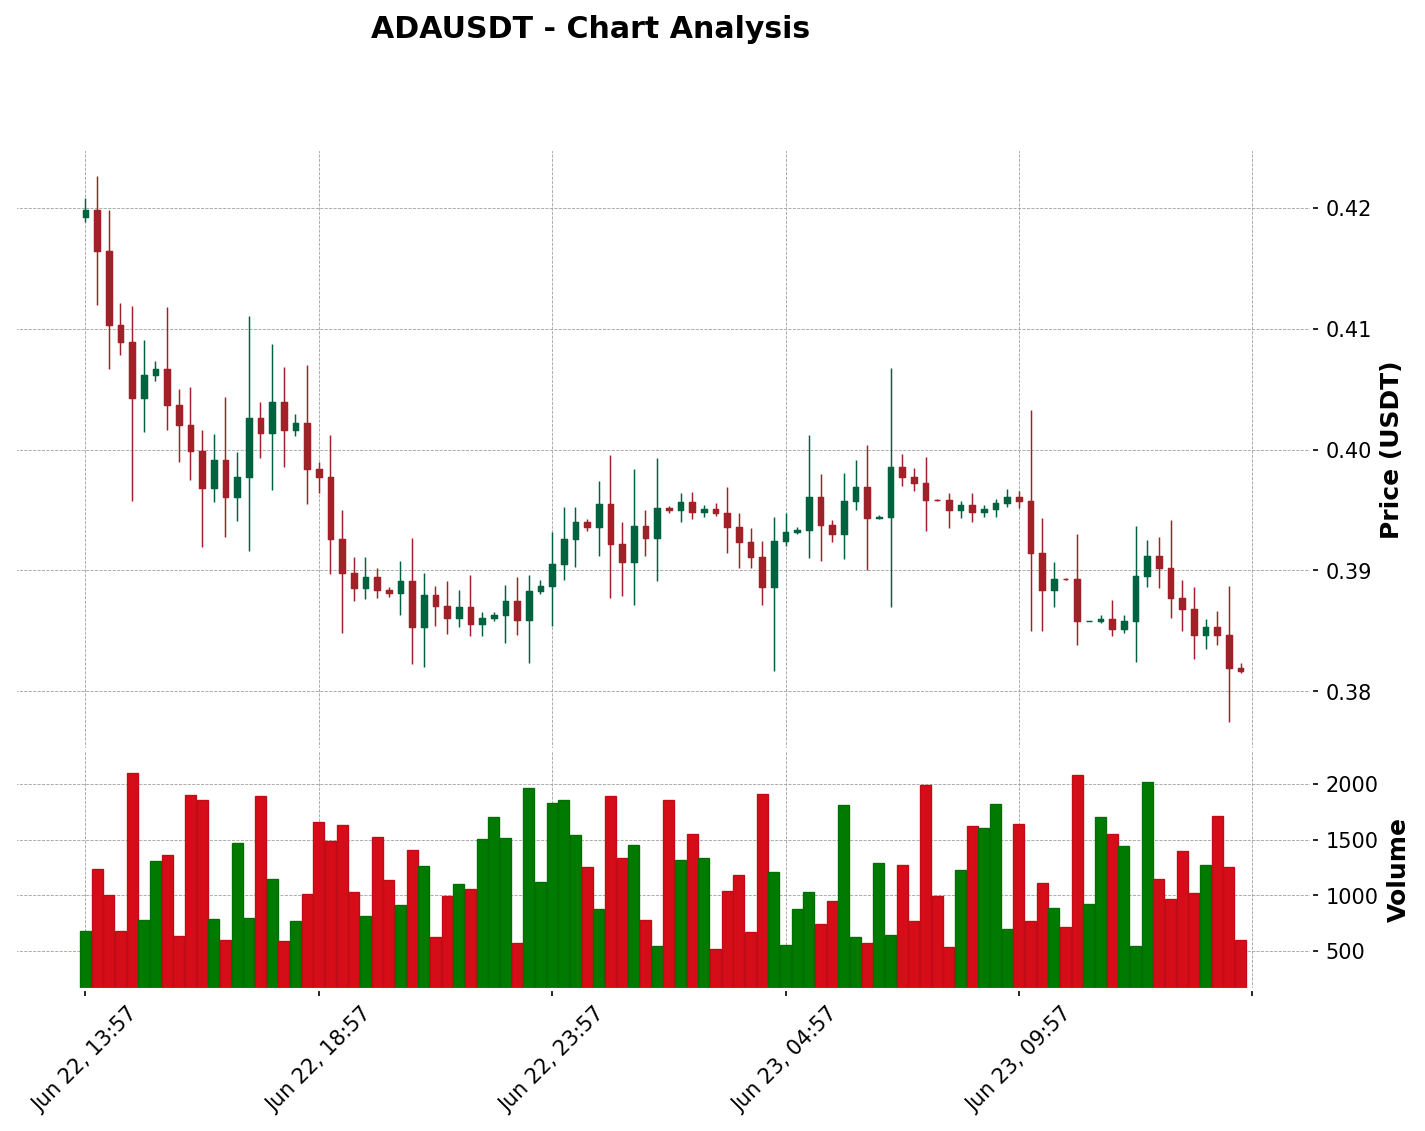 ADAUSDT - Chart Analysis
0.42
0.41
0.40
0.39
0.38
Price (USDT)
2000
1500
1000
500
Volume
Jun 22, 13:57
Jun 22, 18:57
Jun 22, 23:57
Jun 23, 04:57
Jun 23, 09:57